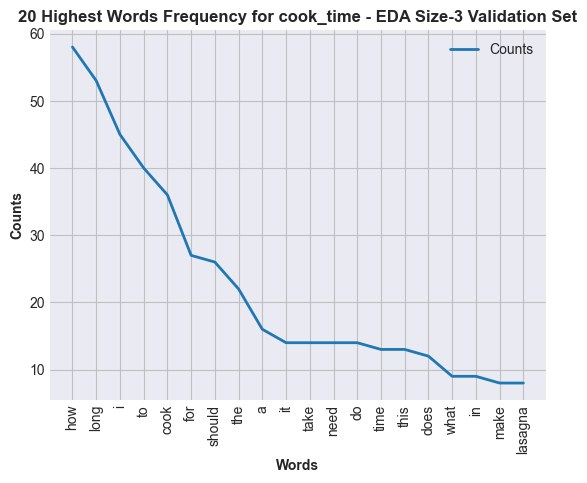 20 Highest Words Frequency for cook_time - EDA Size-3 Validation Set
Counts
60
50
40
30
20
10
Counts
how
long
i
to
cook
for
should
the
a
it
take
need
do
time
this
does
what
in
make
lasagna
Words